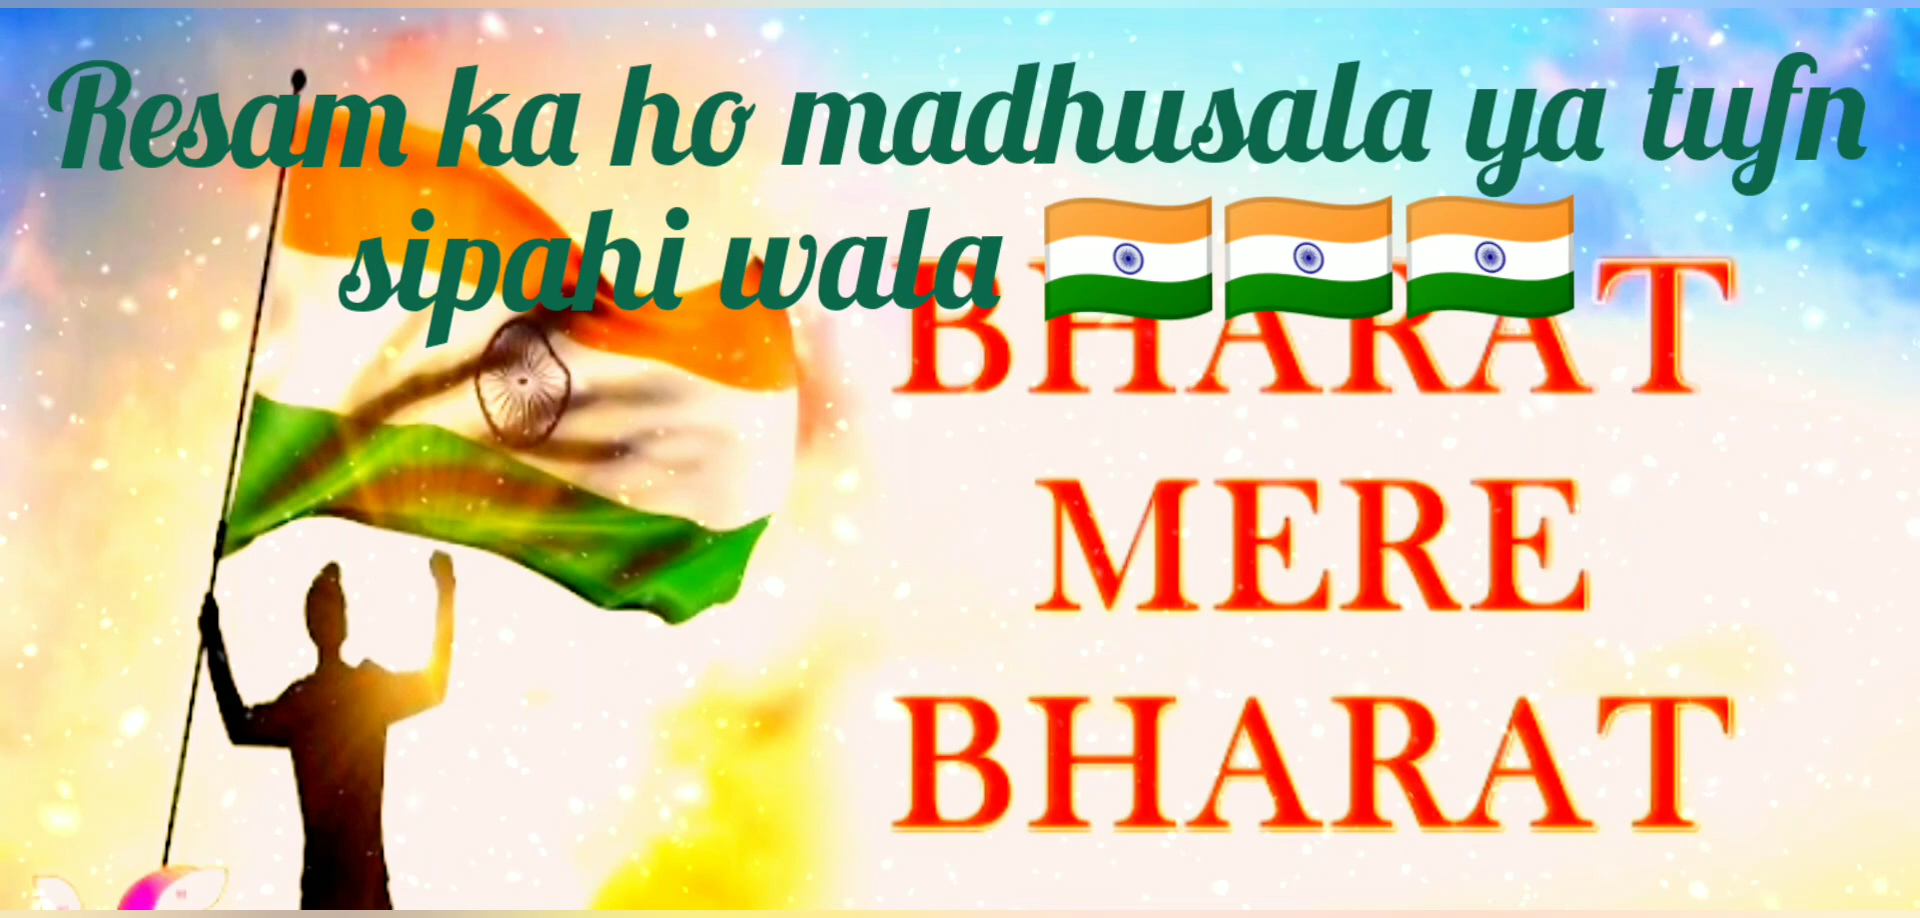 Resam ka ho madhusala ya tufn
sipahi wala 🇮🇳🇮🇳🇮🇳
BHARAT
MERE
BHARAT